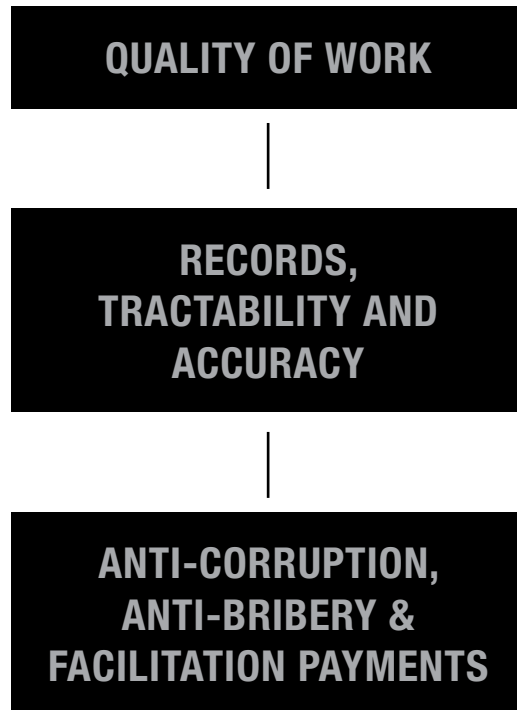 QUALITY OF WORK
RECORDS,
TRACTABILITY AND
ACCURACY
ANTI-CORRUPTION,
ANTI-BRIBERY &
FACILITATION PAYMENTS